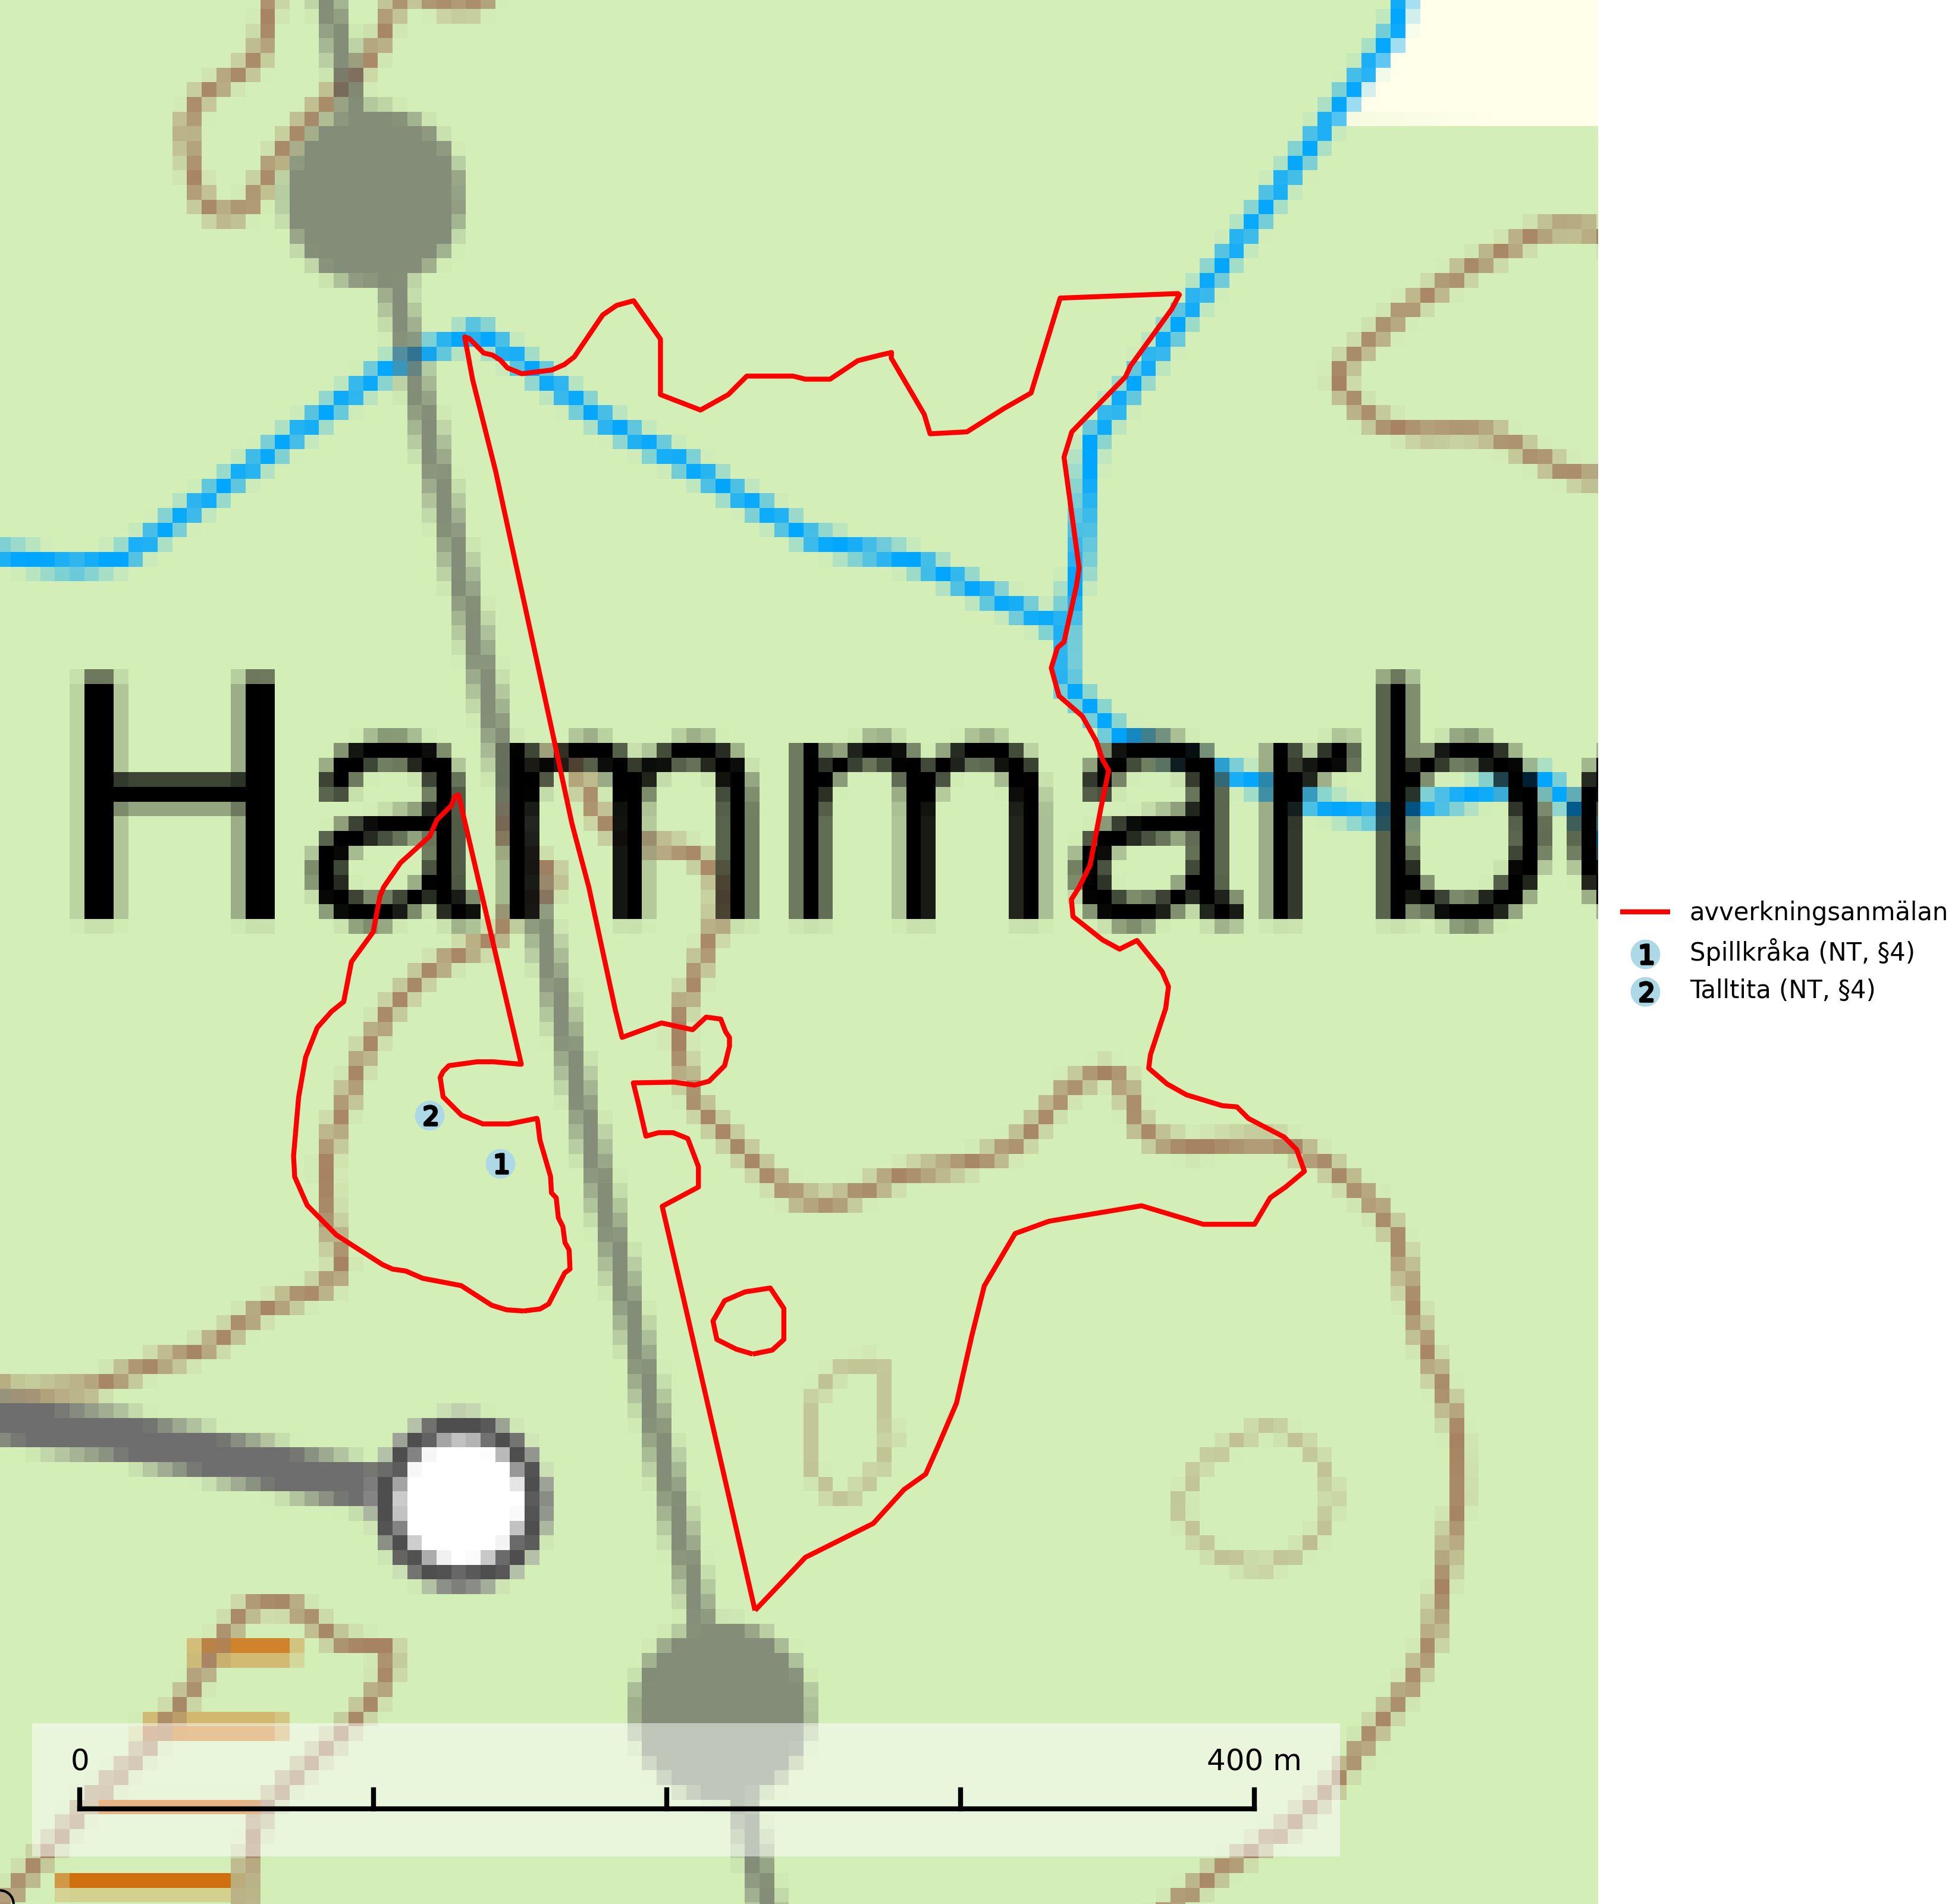 Hammarb
avverkningsanmälan
1 Spillkråka (NT, §4)
2 Talltita (NT, §4)
2
1
0 400 m